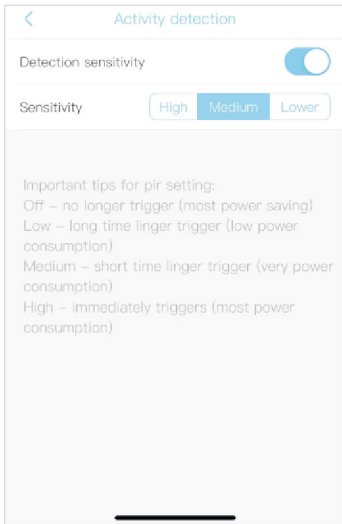 Activity detection
Detection sensitivity
Sensitivity High Medium Lower
Important tips for pir setting:
Off – no longer trigger (most power saving)
Low – long time linger trigger (low power
consumption)
Medium – short time linger trigger (very power
consumption)
High – immediately triggers (most power
consumption)